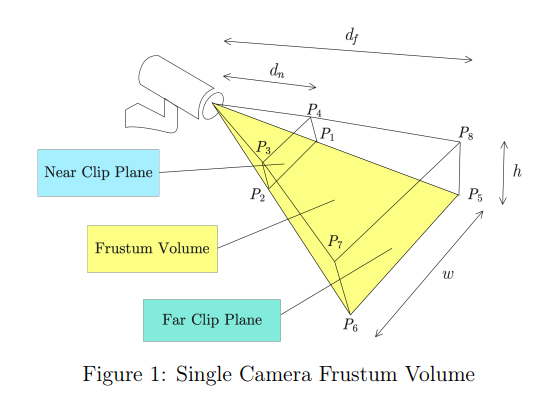 d_f
d_n
P_4
P_8
P_1
P_3
h
Near Clip Plane
P_2
P_5
Frustum Volume
P_7
w
Far Clip Plane
P_6
Figure 1: Single Camera Frustum Volume